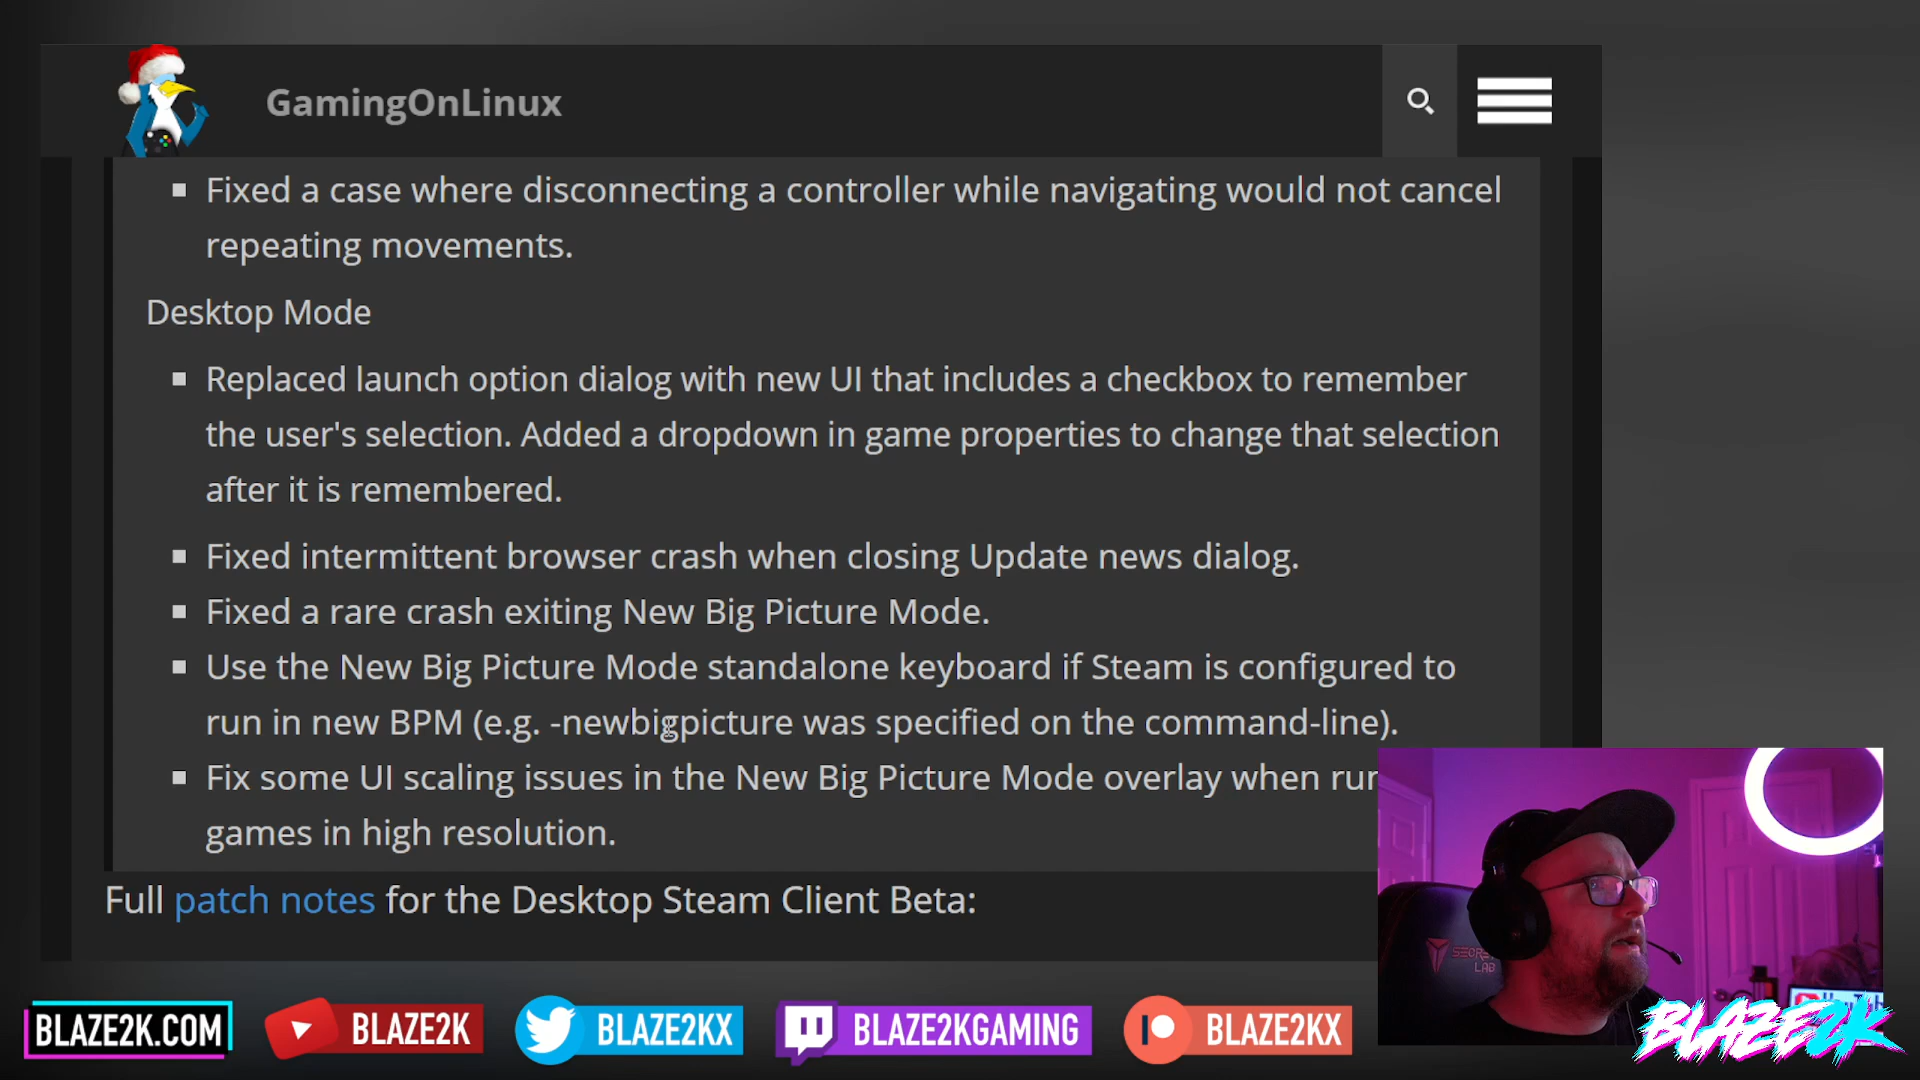 GamingOnLinux
Fixed a case where disconnecting a controller while navigating would not cancel
repeating movements.
Desktop Mode
Replaced launch option dialog with new UI that includes a checkbox to remember
the user's selection. Added a dropdown in game properties to change that selection
after it is remembered.
Fixed intermittent browser crash when closing Update news dialog.
Fixed a rare crash exiting New Big Picture Mode.
Use the New Big Picture Mode standalone keyboard if Steam is configured to
run in new BPM (e.g. -newbigpicture was specified on the command-line).
Fix some UI scaling issues in the New Big Picture Mode overlay when run
games in high resolution.
Full patch notes for the Desktop Steam Client Beta:
LAB
BLAZE2K.COM
BLAZE2K
BLAZE2KX
BLAZE2KGAMING
BLAZE2KX
BLAZE2K